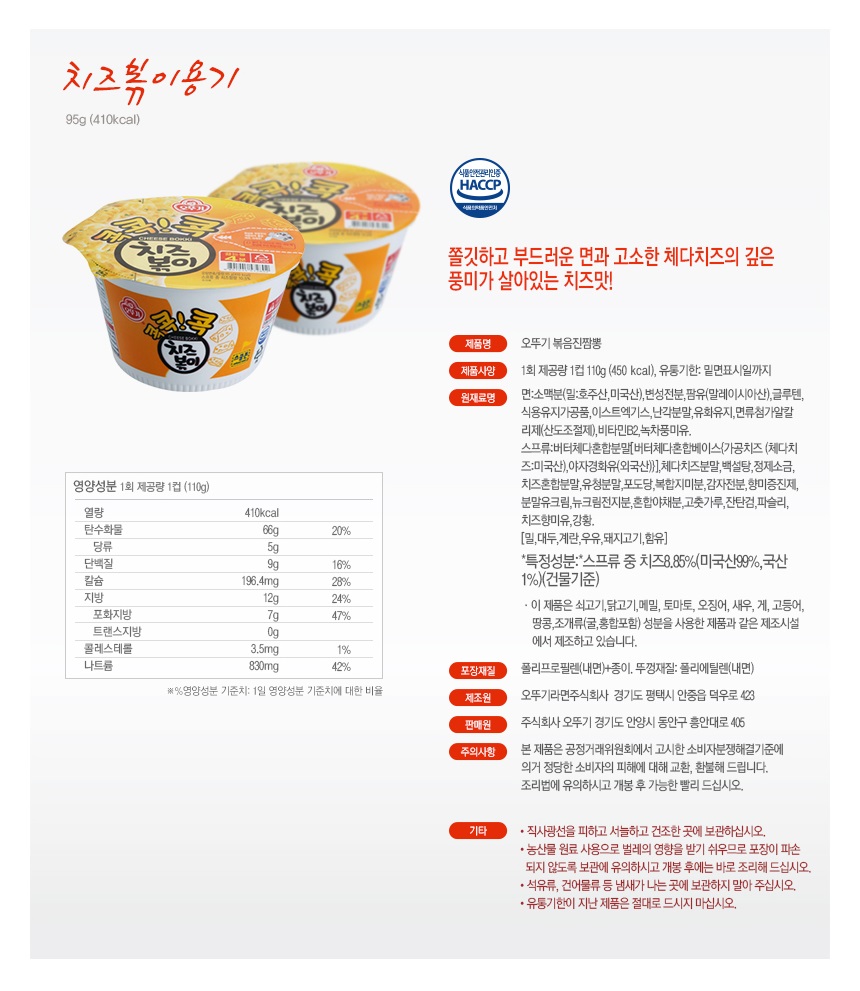 치즈볶이용기
95g (410kcal)
오뚜기
콕콕!콕
CHEESE BOKKI
치즈
볶이
오뚜기
콕콕!콕
CHEESE BOKKI
치즈
볶이
식품안전관리인증
HACCP
식품의약품안전처
쫄깃하고 부드러운 면과 고소한 체다치즈의 깊은
풍미가 살아있는 치즈맛!
제품명 오뚜기 볶음진짬뽕
제품사양 1회 제공량 1컵 110g (450 kcal), 유통기한: 밑면표시일까지
원재료명 면:소맥분(밀:호주산,미국산),변성전분,팜유(말레이시아산),글루텐,
식용유지가공품,이스트엑기스,난각분말,유화유지,면류첨가알칼
리제(산도조절제),비타민B2,녹차풍미유.
스프류:버터체다혼합분말[버터체다혼합베이스{가공치즈 (체다치
즈:미국산),야자경화유(외국산)}],체다치즈분말,백설탕,정제소금,
치즈혼합분말,유청분말,포도당,복합지미분,감자전분,향미증진제,
분말유크림,뉴크림전지분,혼합야채분,고춧가루,잔탄검,파슬리,
치즈향미유,강황.
[밀,대두,계란,우유,돼지고기,함유]
*특정성분:*스프류 중 치즈8.85%(미국산99%,국산
1%)(건물기준)
· 이 제품은 쇠고기,닭고기,메밀, 토마토, 오징어, 새우, 게, 고등어,
땅콩,조개류(굴,홍합포함) 성분을 사용한 제품과 같은 제조시설
에서 제조하고 있습니다.
포장재질 폴리프로필렌(내면)+종이. 뚜껑재질: 폴리에틸렌(내면)
제조원 오뚜기라면주식회사 경기도 평택시 안중읍 덕우로 423
판매원 주식회사 오뚜기 경기도 안양시 동안구 흥안대로 405
주의사항 본 제품은 공정거래위원회에서 고시한 소비자분쟁해결기준에
의거 정당한 소비자의 피해에 대해 교환, 환불해 드립니다.
조리법에 유의하시고 개봉 후 가능한 빨리 드십시오.
기타 • 직사광선을 피하고 서늘하고 건조한 곳에 보관하십시오.
• 농산물 원료 사용으로 벌레의 영향을 받기 쉬우므로 포장이 파손
되지 않도록 보관에 유의하시고 개봉 후에는 바로 조리해 드십시오.
• 석유류, 건어물류 등 냄새가 나는 곳에 보관하지 말아 주십시오.
• 유통기한이 지난 제품은 절대로 드시지 마십시오.
영양성분 1회 제공량 1컵 (110g)
열량 410kcal
탄수화물 66g 20%
당류 5g
단백질 9g 16%
칼슘 196.4mg 28%
지방 12g 24%
포화지방 7g 47%
트랜스지방 0g
콜레스테롤 3.5mg 1%
나트륨 830mg 42%
※%영양성분 기준치: 1일 영양성분 기준치에 대한 비율